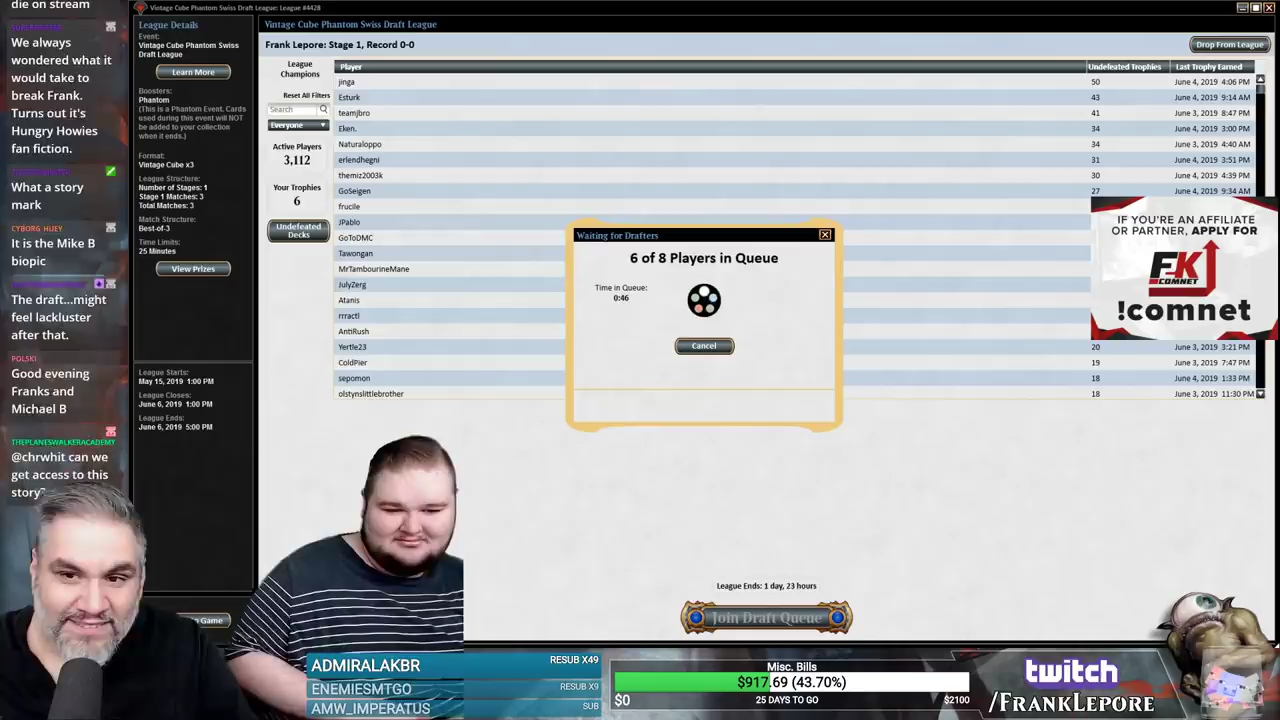 die on stream
We always
wondered what it
would take to
break Frank.
Turns out it's
Hungry howies
fan fiction.
What a story
mark
CYBORG HUEY
It is the Mike B
biopic
The draft...might
feel lackluster
after that.
POLSKI
Good evening
Franks and
Michael B
THEPLANESWALKERACADEMY
@chrwhit can we
get access to this
story?
Vintage Cube Phantom Swiss Draft League: League #4428
League Details
Event:
Vintage Cube Phantom Swiss
Draft League
Learn More
Boosters:
Phantom
(This is a Phantom Event. Cards
used during this event will NOT
be added to your collection
when it ends.)
Format:
Vintage Cube x3
League Structure:
Number of Stages: 1
Stage 1 Matches: 3
Total Matches: 3
Match Structure:
Best-of-3
Time Limits:
25 Minutes
View Prizes
League Starts:
May 15, 2019 1:00 PM
League Closes:
June 6, 2019 1:00 PM
League Ends:
June 6, 2019 5:00 PM
Game
Vintage Cube Phantom Swiss Draft League
Frank Lepore: Stage 1, Record 0-0
Drop From League
League
Champions
Reset All Filters
Search
Everyone
Active Players
3,112
Your Trophies
6
Undefeated
Decks
Player Undefeated Trophies Last Trophy Earned
jinga 50 June 4, 2019 4:06 PM
Esturk 43 June 4, 2019 9:14 AM
teamjbro 41 June 3, 2019 8:47 PM
Eken. 34 June 4, 2019 3:00 PM
Naturaloppo 34 June 3, 2019 4:40 AM
erlendhegni 31 June 4, 2019 3:51 PM
themiz2003k 30 June 4, 2019 4:39 PM
GoSeigen 27 June 4, 2019 9:34 AM
frucile
JPablo
GoToDMC
Tawongan
MrTambourineMane
JulyZerg
Atanis
rrractl
AntiRush
Yertle23 20 June 3, 2019 3:21 PM
ColdPier 19 June 3, 2019 7:47 PM
sepomon 18 June 4, 2019 1:33 PM
olstynslittlebrother 18 June 3, 2019 11:30 PM
Waiting for Drafters
6 of 8 Players in Queue
Time in Queue:
0:46
Cancel
IF YOU'RE AN AFFILIATE
OR PARTNER, APPLY FOR
COMNET
!comnet
League Ends: 1 day, 23 hours
Join Draft Queue
ADMIRALAKBR RESUB X49
ENEMIESMTGO RESUB X9
AMW_IMPERATUS SUB
Misc. Bills
$917.69 (43.70%)
$0 25 DAYS TO GO $2100
twitch
/FrankLepore